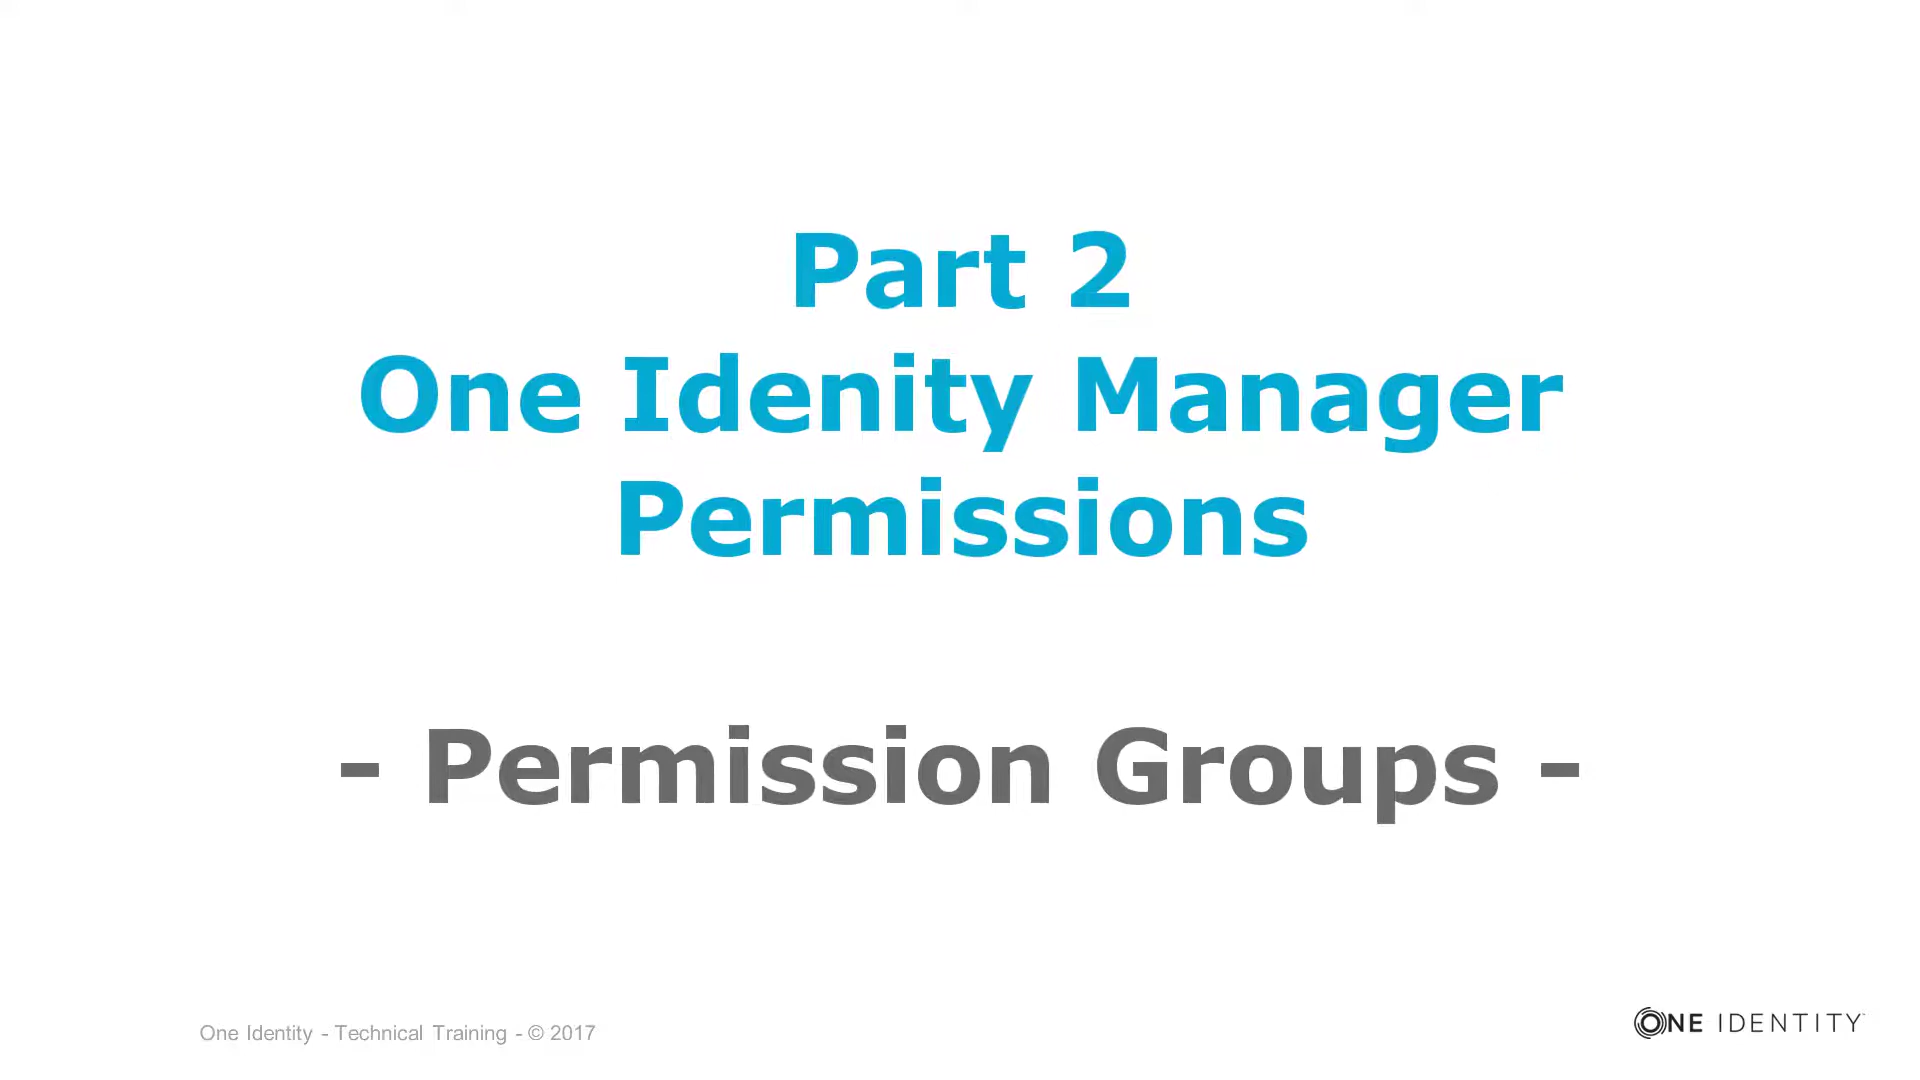 Part 2
One Idenity Manager
Permissions
- Permission Groups -
One Identity - Technical Training - © 2017
ONE IDENTITY